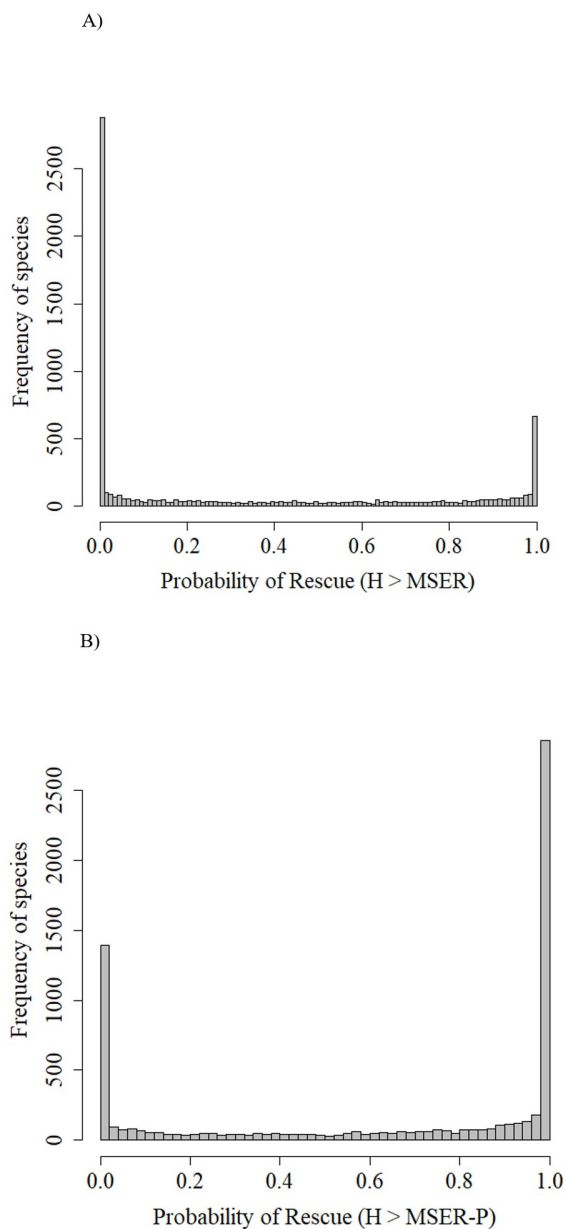 A)
2500
2000
1500
1000
500
0
Frequency of species
0.0 0.2 0.4 0.6 0.8 1.0
Probability of Rescue (H > MSER)
B)
2500
2000
1500
1000
500
0
Frequency of species
0.0 0.2 0.4 0.6 0.8 1.0
Probability of Rescue (H > MSER-P)